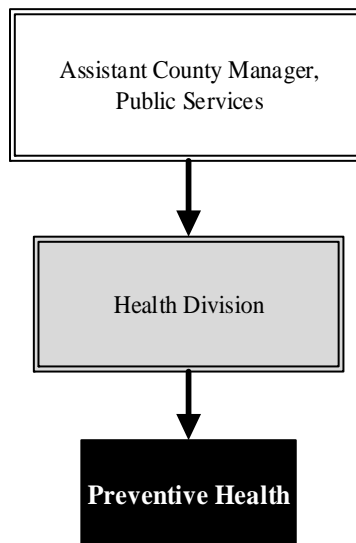 Assistant County Manager,
Public Services
Health Division
Preventive Health